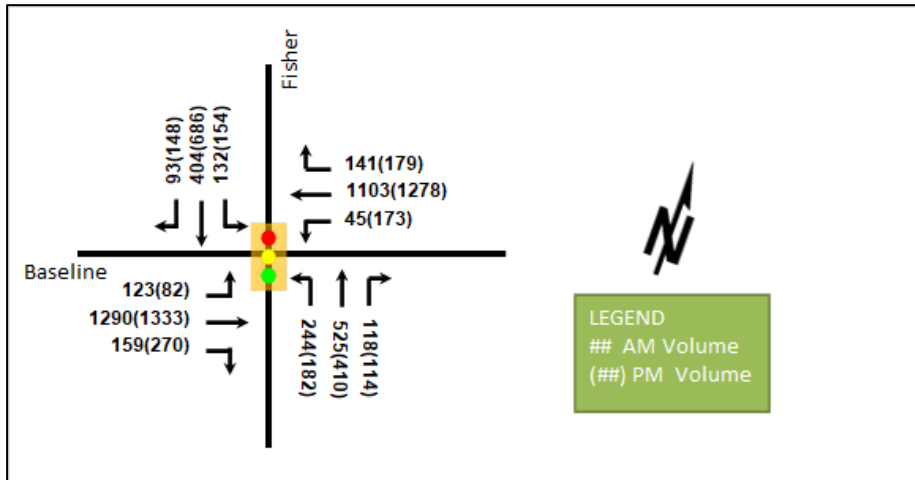 Fisher
93(148)
404(686)
132(154)
141(179)
1103(1278)
45(173)
Baseline
123(82)
1290(1333)
159(270)
244(182)
525(410)
118(114)
N
LEGEND
## AM Volume
(##) PM Volume